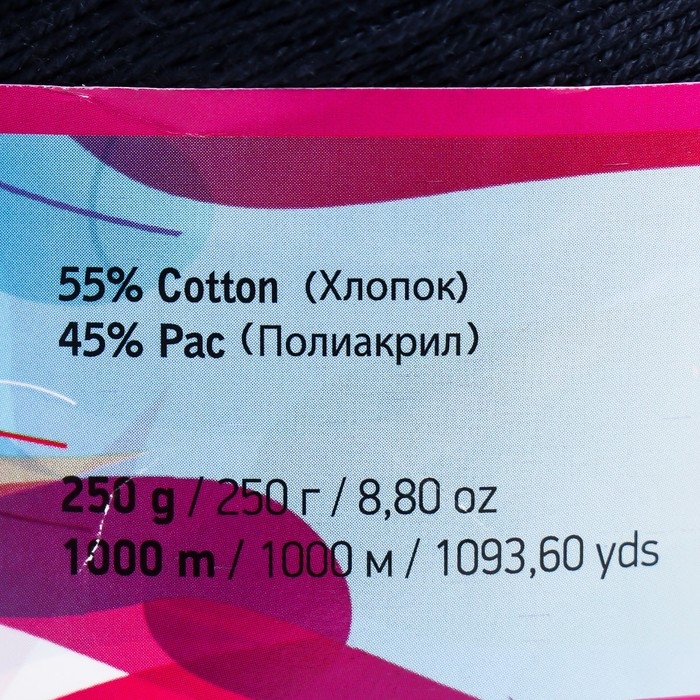 55% Cotton (Хлопок)
45% Pac (Полиакрил)
250 g / 250 г / 8,80 oz
1000 m / 1000 м / 1093,60 yds